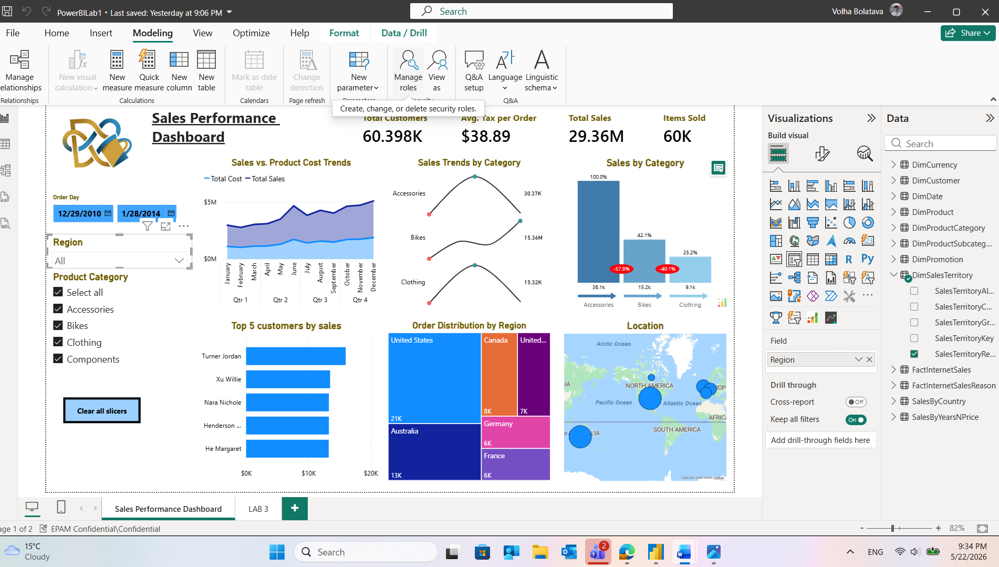 PowerBILab1 • Last saved: Yesterday at 9:06 PM
Search
Volha Bolatava
File
Home
Insert
Modeling
View
Optimize
Help
Format
Data / Drill
Share
Manage
elationships
New visual
calculation
New
measure
Quick
measure
New
column
New
table
Mark as date
table
Change
detection
New
parameter
Manage
roles
View
as
Q&A
setup
Language
Linguistic
schema
Relationships
Calculations
Calendars
Page refresh
Q&A
Create, change, or delete security roles.
Sales Performance
Dashboard
Total Customers
60.398K
Avg. Tax per Order
$38.89
Total Sales
29.36M
Items Sold
60K
Order Day
12/29/2010
1/28/2014
Region
All
Product Category
Select all
Accessories
Bikes
Clothing
Components
Clear all slicers
Sales vs. Product Cost Trends
Total Cost
Total Sales
$5M
$0M
January
February
March
April
May
June
July
August
September
October
November
December
Qtr 1
Qtr 2
Qtr 3
Qtr 4
Sales Trends by Category
Accessories
30.37K
Bikes
15.36M
Clothing
15.32K
Sales by Category
100.0%
42.1%
25.2%
-57.9%
-40.1%
36.1k
15.2k
9.1k
Accessories
Bikes
Clothing
Top 5 customers by sales
Turner Jordan
Xu Willie
Nara Nichole
Henderson ...
He Margaret
$0K
$10K
$20K
Order Distribution by Region
United States
21K
Canada
8K
United...
7K
Australia
13K
Germany
6K
France
6K
Location
Arctic Ocean
NORTH AMERICA
Pacific Ocean
Atlantic Ocean
AFRICA
SOUTH AMERICA
Visualizations
Build visual
Field
Region
Drill through
Cross-report
Off
Keep all filters
On
Add drill-through fields here
Data
Search
DimCurrency
DimCustomer
DimDate
DimProduct
DimProductCategory
DimProductSubcateg...
DimPromotion
DimSalesTerritory
SalesTerritoryAl...
SalesTerritoryC...
SalesTerritoryGr...
SalesTerritoryKey
SalesTerritoryRe...
FactInternetSales
FactInternetSalesReason
SalesByCountry
SalesByYearsNPrice
Sales Performance Dashboard
LAB 3
age 1 of 2
EPAM Confidential\Confidential
82%
15°C
Cloudy
Search
2
ENG
9:34 PM
5/22/2026